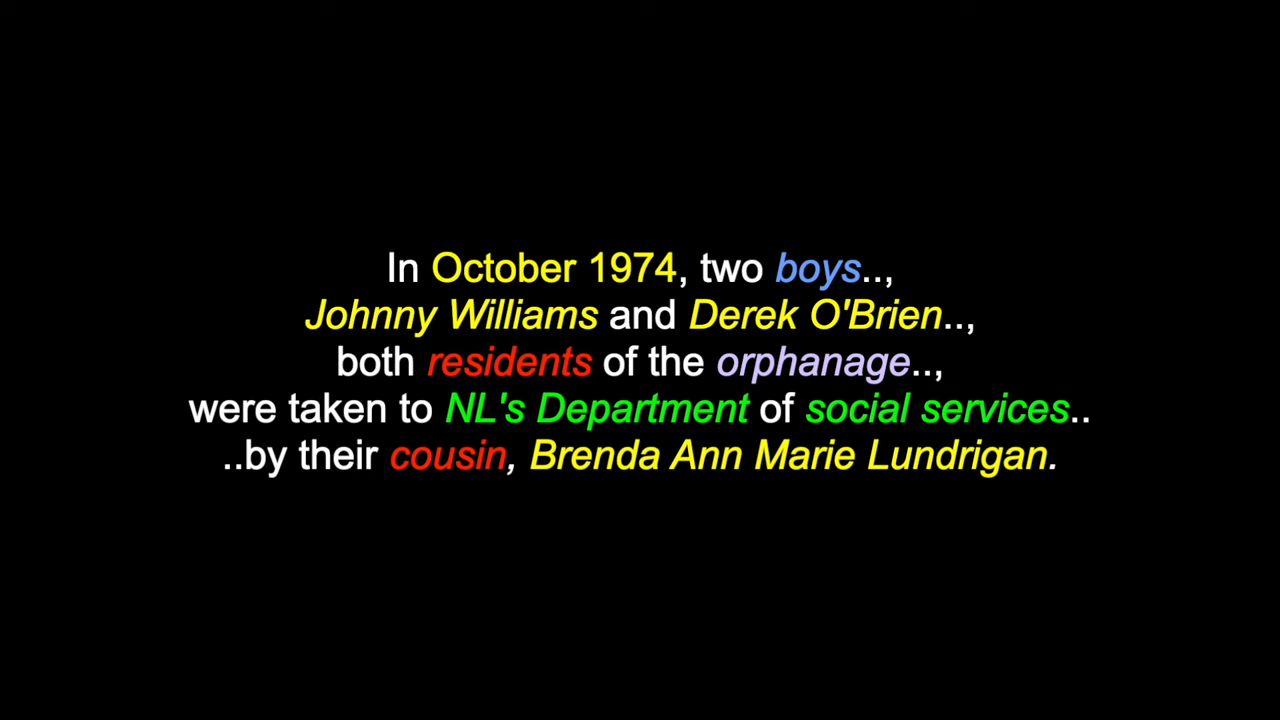 In October 1974, two boys..,
Johnny Williams and Derek O'Brien..,
both residents of the orphanage..,
were taken to NL's Department of social services..
..by their cousin, Brenda Ann Marie Lundrigan.